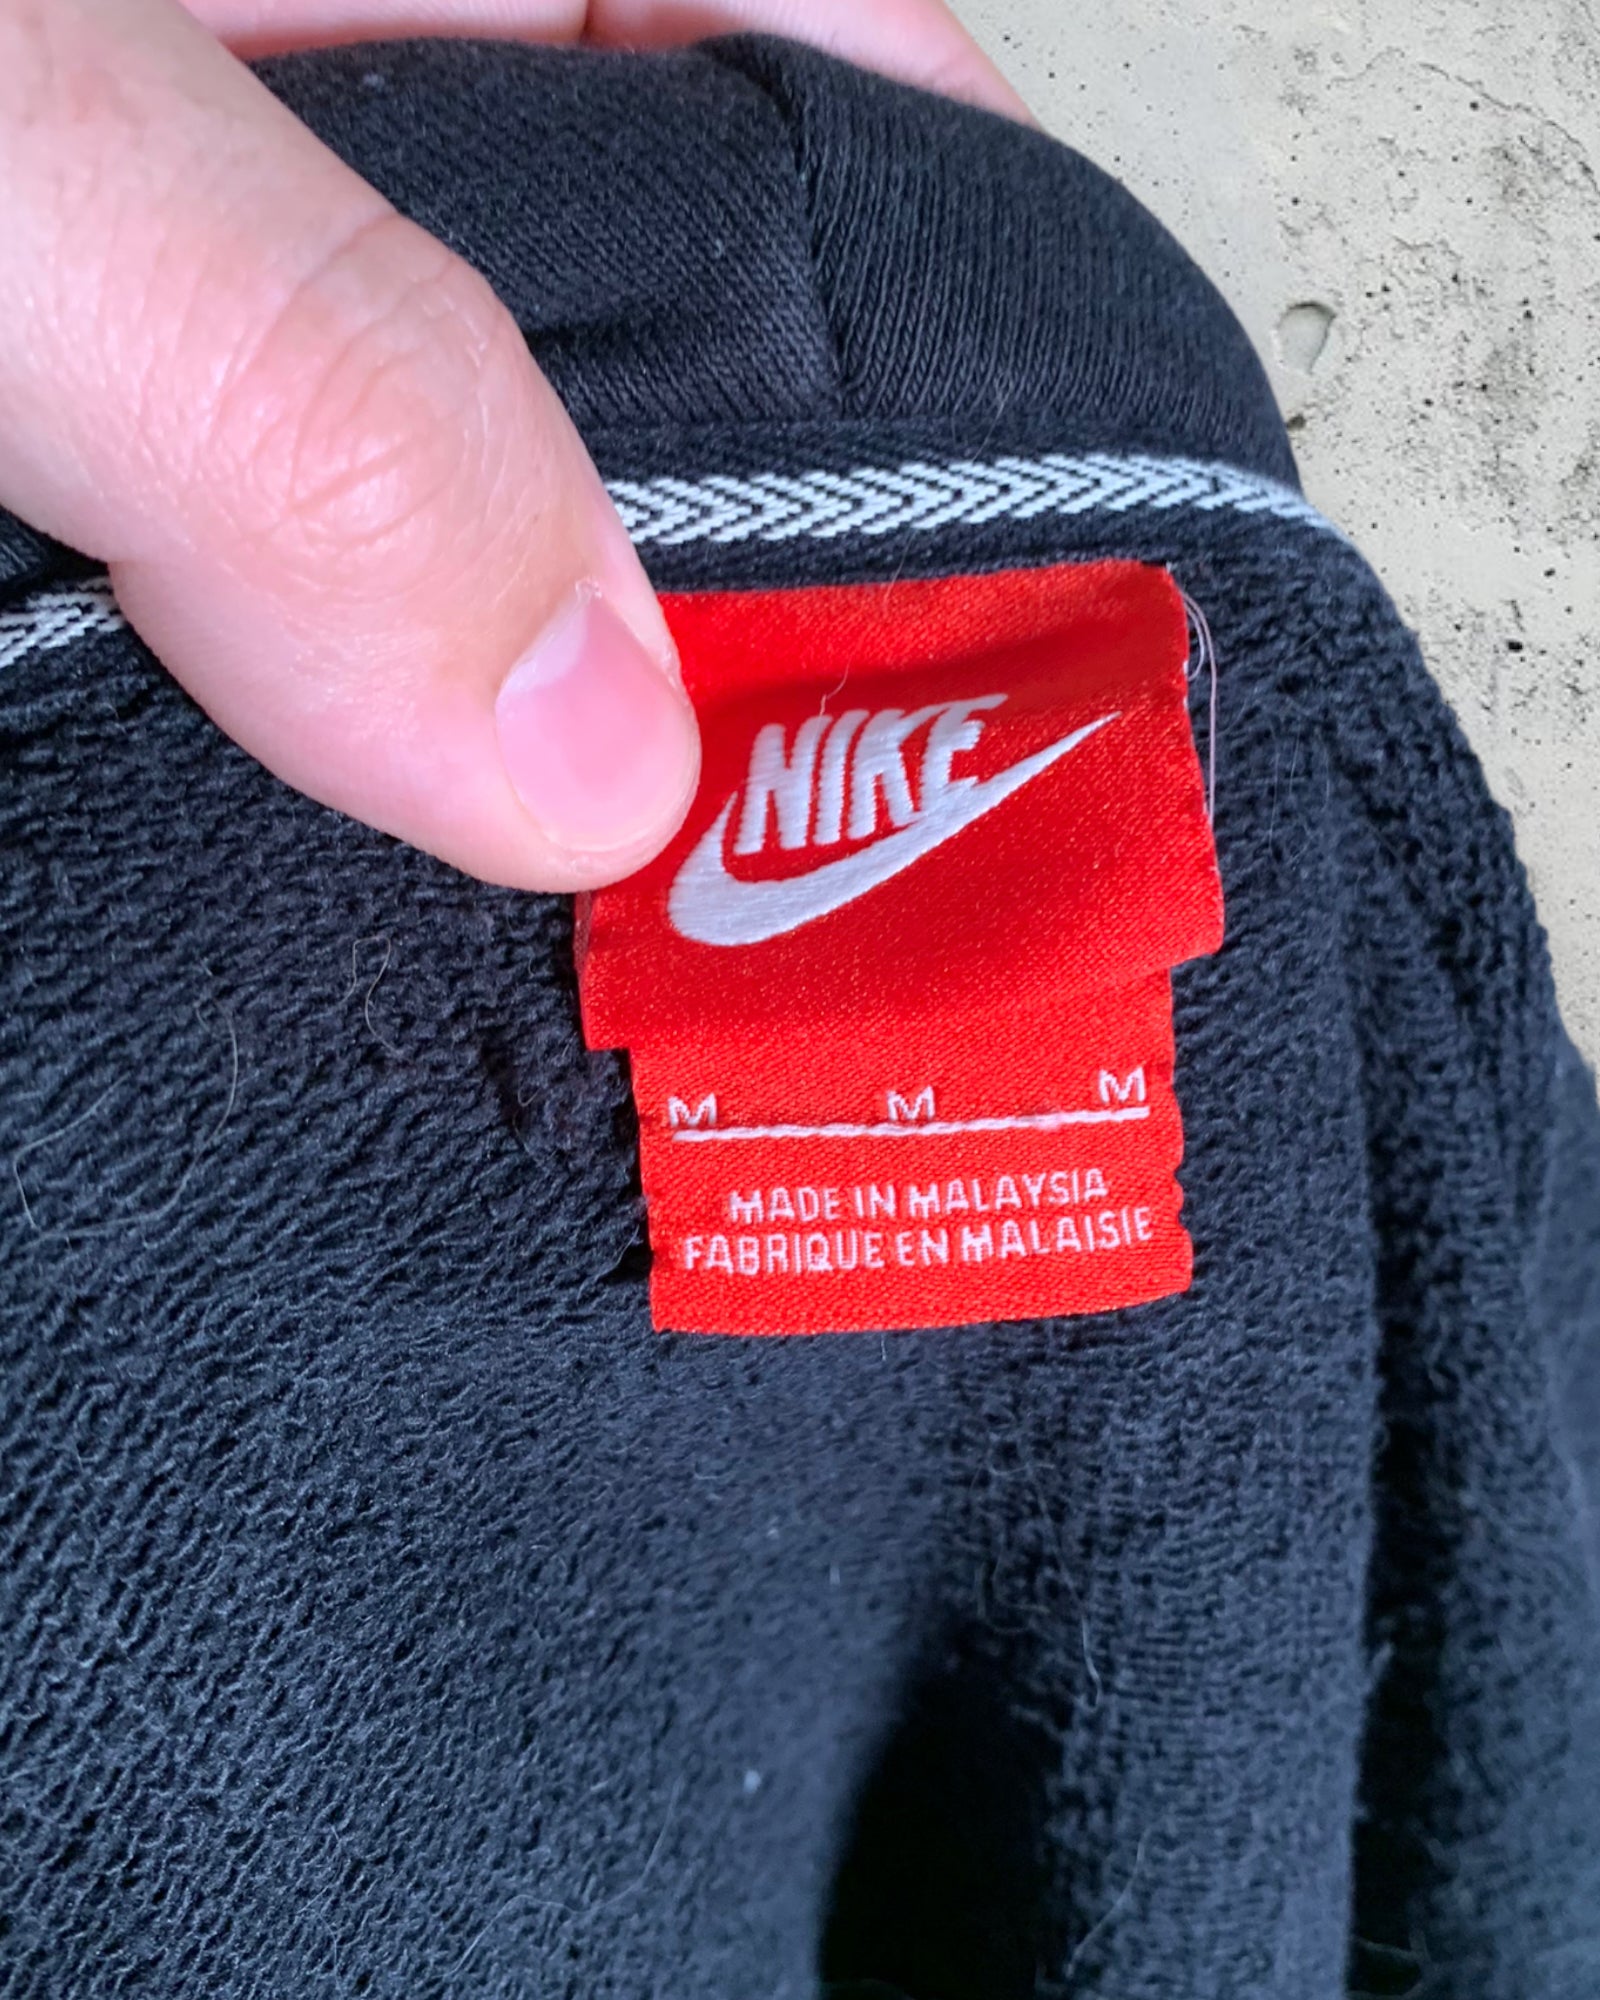 NIKE
M M M
MADE IN MALAYSIA
FABRIQUE EN MALAISIE